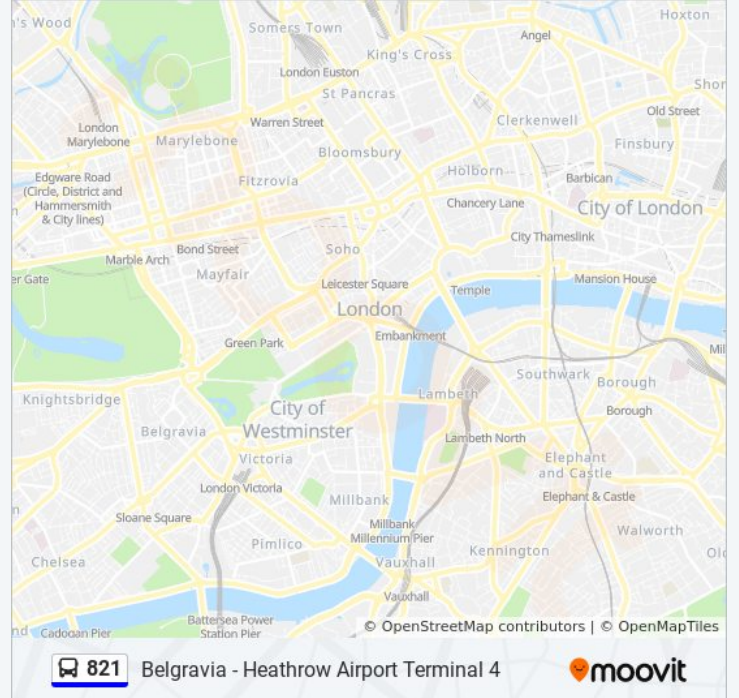 's Wood
Somers Town
Hoxton
Angel
King's Cross
London Euston
St Pancras
Shor
Old Street
Warren Street
Clerkenwell
London
Marylebone
Marylebone
Finsbury
Bloomsbury
Holborn
Edgware Road
(Circle, District and
Hammersmith
& City lines)
Fitzrovia
Barbican
Chancery Lane
City of London
City Thameslink
Bond Street
Soho
Marble Arch
Mayfair
er Gate
Leicester Square
Temple
Mansion House
London
Embankment
Green Park
Mil
Southwark
Borough
Knightsbridge
Lambeth
City of
Westminster
Borough
Belgravia
Lambeth North
Victoria
Elephant
and Castle
London Victoria
Elephant & Castle
Millbank
Sloane Square
Millbank
Millennium Pier
Walworth
Pimlico
Kennington
Chelsea
Vauxhall
Vauxhall
Battersea Power
Station Pier
nd
Cadogan Pier
© OpenStreetMap contributors | © OpenMapTiles
821 Belgravia - Heathrow Airport Terminal 4
moovit